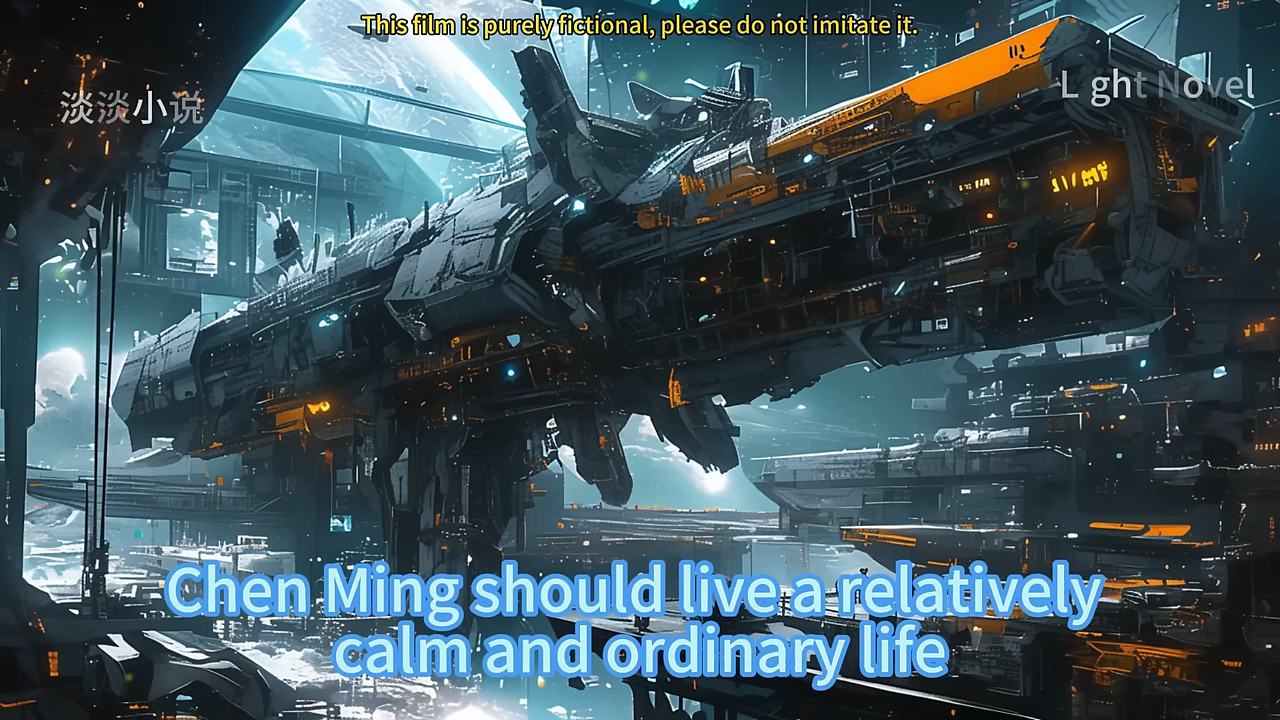 This film is purely fictional, please do not imitate it.
淡淡小说
L ght Novel
Chen Ming should live a relatively
calm and ordinary life